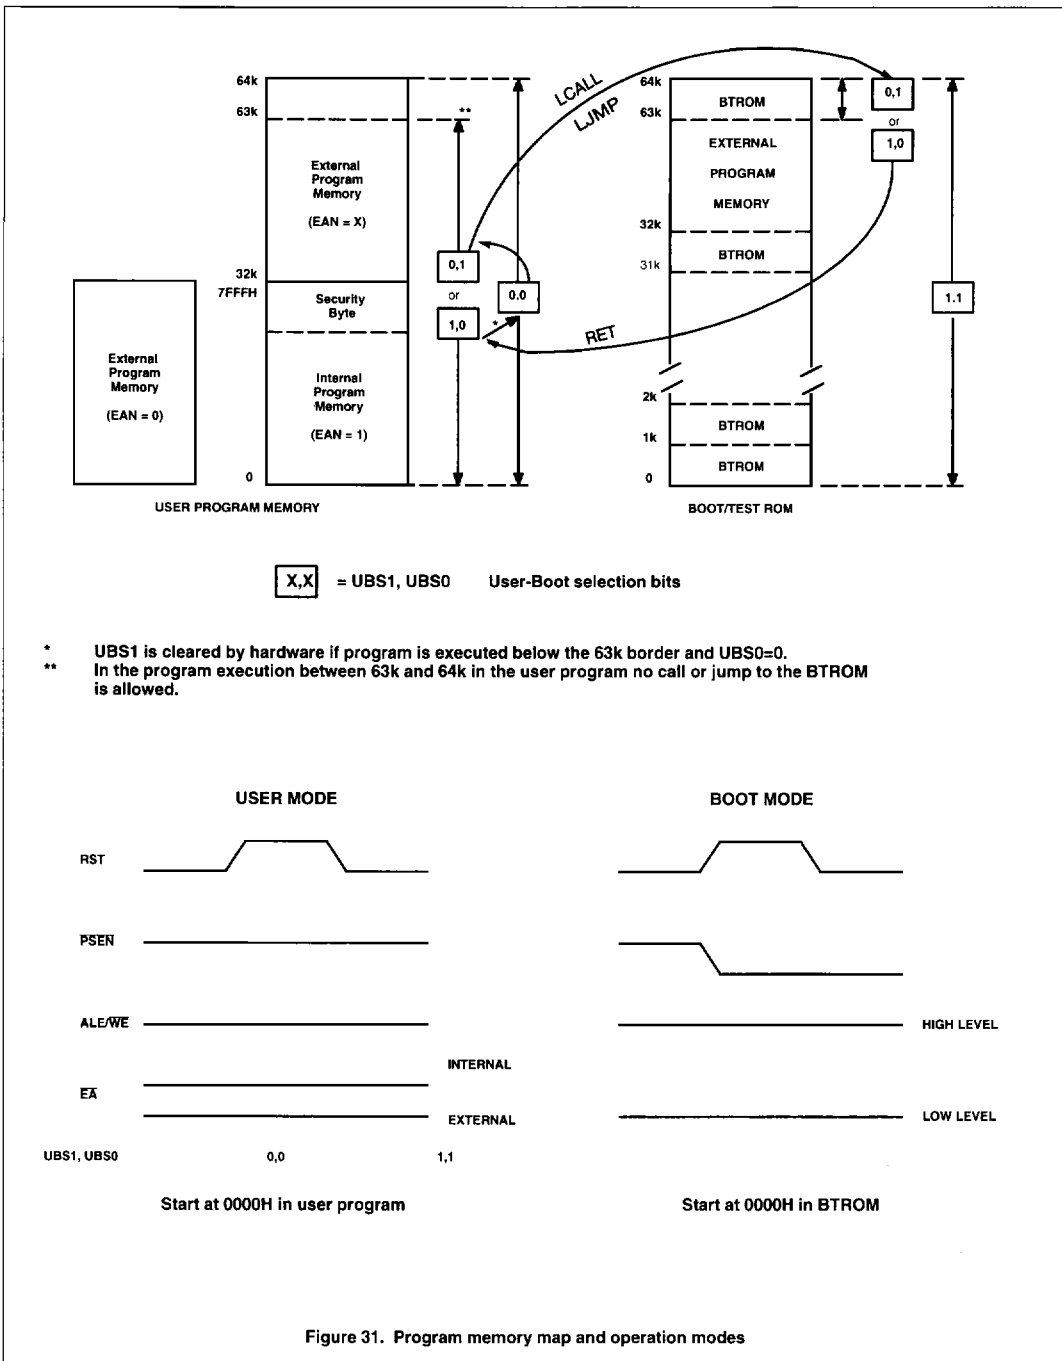 64k
63k
**
External
Program
Memory
(EAN = X)
32k
7FFFH
Security
Byte
Internal
Program
Memory
(EAN = 1)
0
External
Program
Memory
(EAN = 0)
USER PROGRAM MEMORY
0,1
or
1,0
*
0.0
LCALL
LJMP
RET
64k
63k
BTROM
EXTERNAL
PROGRAM
MEMORY
32k
31k
BTROM
2k
BTROM
1k
BTROM
0
BOOT/TEST ROM
0,1
or
1,0
1.1
X,X = UBS1, UBS0 User-Boot selection bits
* UBS1 is cleared by hardware if program is executed below the 63k border and UBS0=0.
** In the program execution between 63k and 64k in the user program no call or jump to the BTROM
is allowed.
USER MODE
BOOT MODE
RST
PSEN
ALE/WE
HIGH LEVEL
INTERNAL
EA
EXTERNAL
LOW LEVEL
UBS1, UBS0 0,0 1,1
Start at 0000H in user program
Start at 0000H in BTROM
Figure 31. Program memory map and operation modes